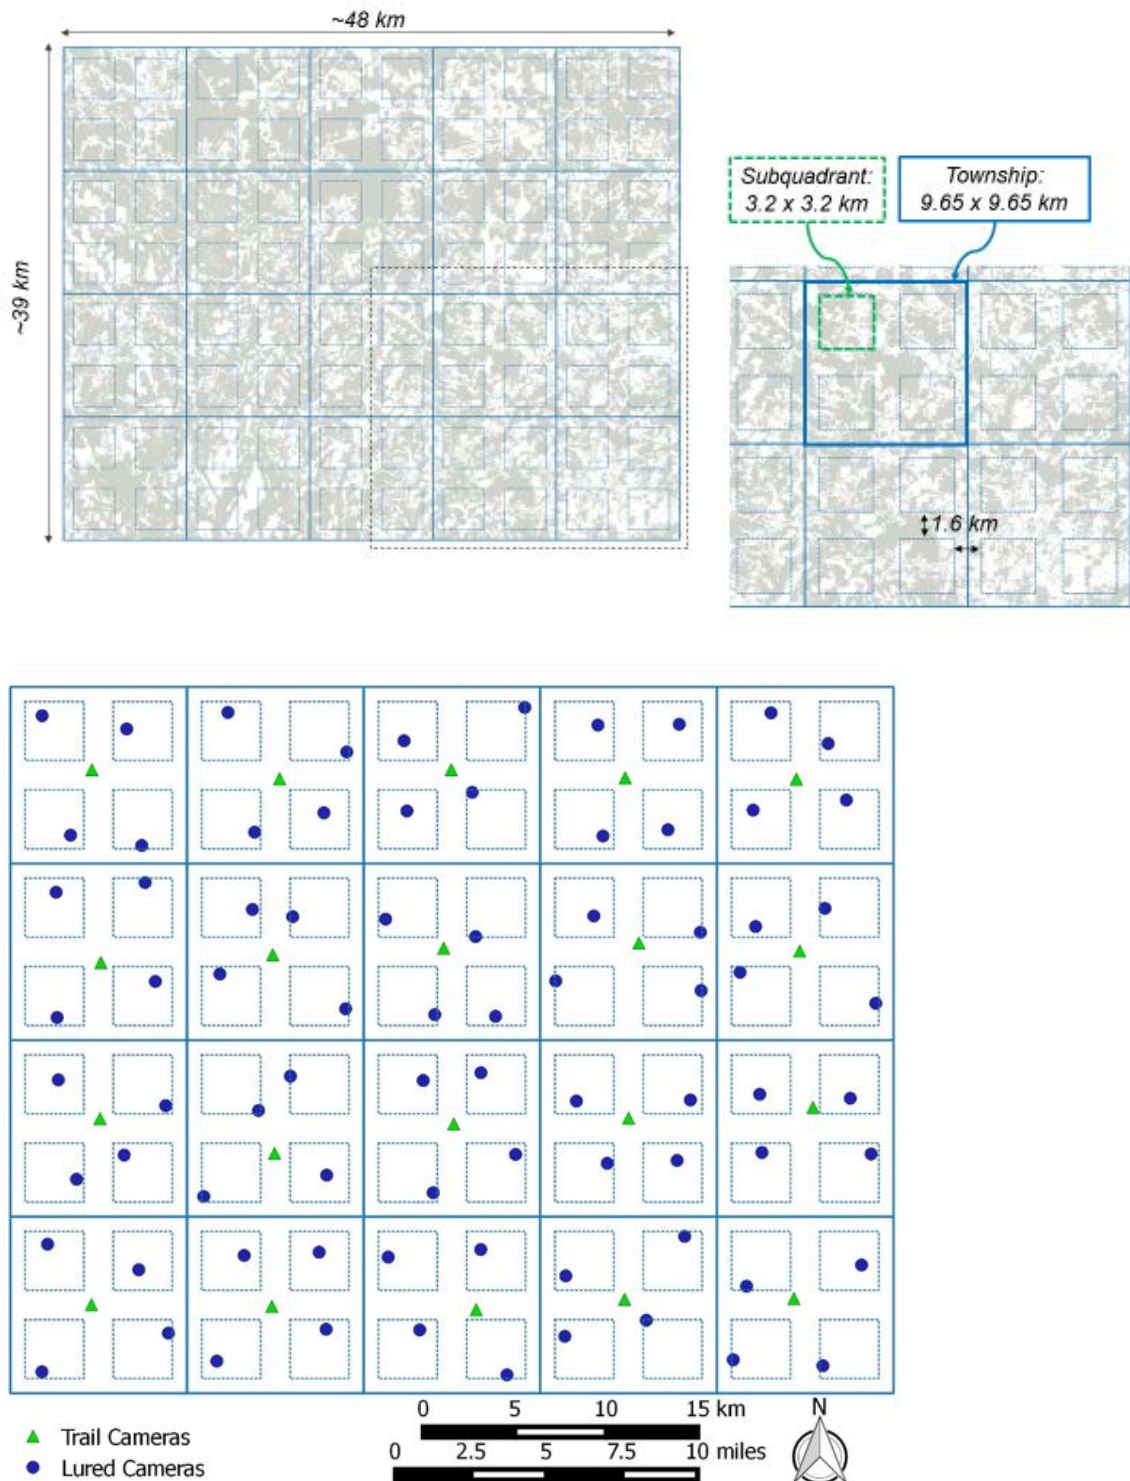 ~48 km
~39 km
Subquadrant:
3.2 x 3.2 km
Township:
9.65 x 9.65 km
1.6 km
Trail Cameras
Lured Cameras
0 5 10 15 km
0 2.5 5 7.5 10 miles
N